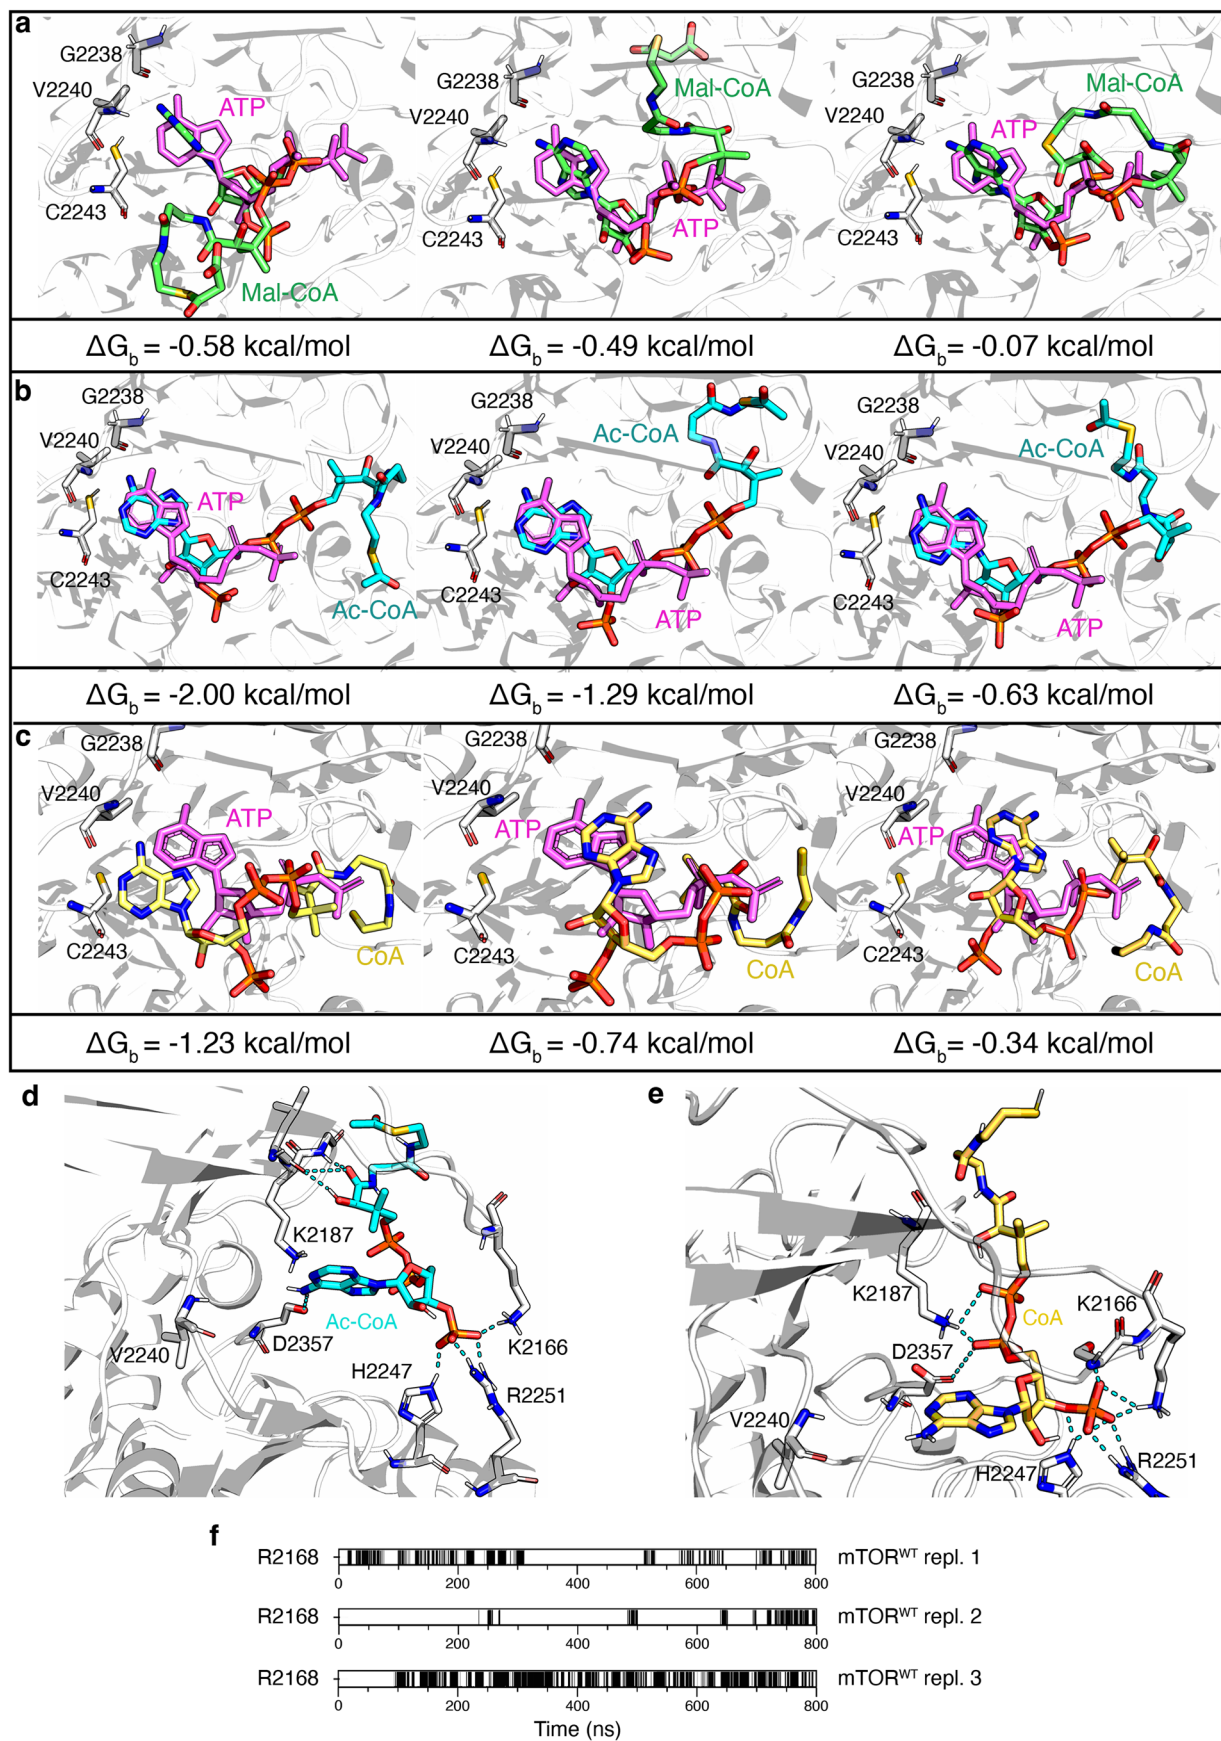 a
G2238
V2240
C2243
ATP
Mal-CoA
G2238
V2240
C2243
Mal-CoA
ATP
G2238
V2240
C2243
ATP
Mal-CoA
ΔGb = -0.58 kcal/mol
ΔGb = -0.49 kcal/mol
ΔGb= -0.07 kcal/mol
b
G2238
V2240
C2243
ATP
Ac-CoA
G2238
V2240
C2243
Ac-CoA
ATP
G2238
V2240
C2243
Ac-CoA
ATP
ΔGb = -2.00 kcal/mol
ΔGb = -1.29 kcal/mol
ΔGb= -0.63 kcal/mol
c
G2238
V2240
C2243
ATP
CoA
G2238
V2240
C2243
ATP
CoA
G2238
V2240
C2243
ATP
CoA
ΔGb = -1.23 kcal/mol
ΔGb = -0.74 kcal/mol
ΔGb= -0.34 kcal/mol
d
K2187
Ac-CoA
V2240
D2357
K2166
H2247
R2251
e
K2187
CoA
K2166
D2357
V2240
H2247
R2251
f
R2168
mTORWT repl. 1
0 200 400 600 800
R2168
mTORWT repl. 2
0 200 400 600 800
R2168
mTORWT repl. 3
0 200 400 600 800
Time (ns)